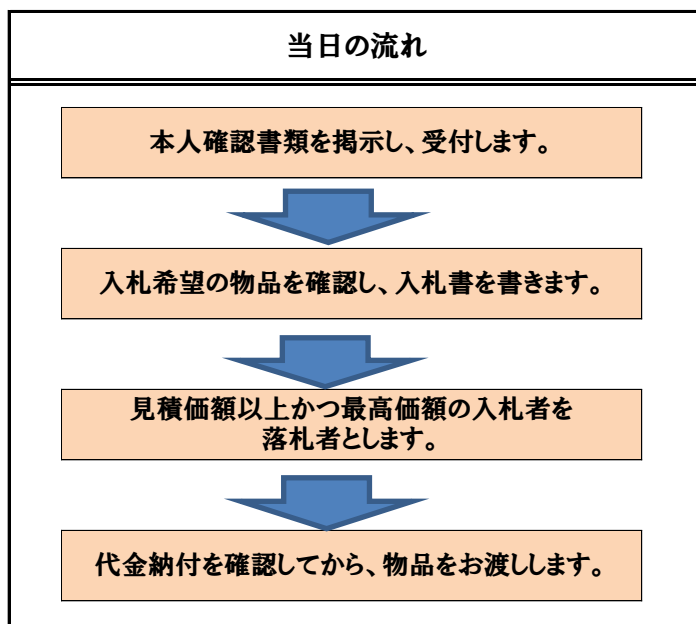 当日の流れ
本人確認書類を掲示し、受付します。
入札希望の物品を確認し、入札書を書きます。
見積価額以上かつ最高価額の入札者を
落札者とします。
代金納付を確認してから、物品をお渡しします。